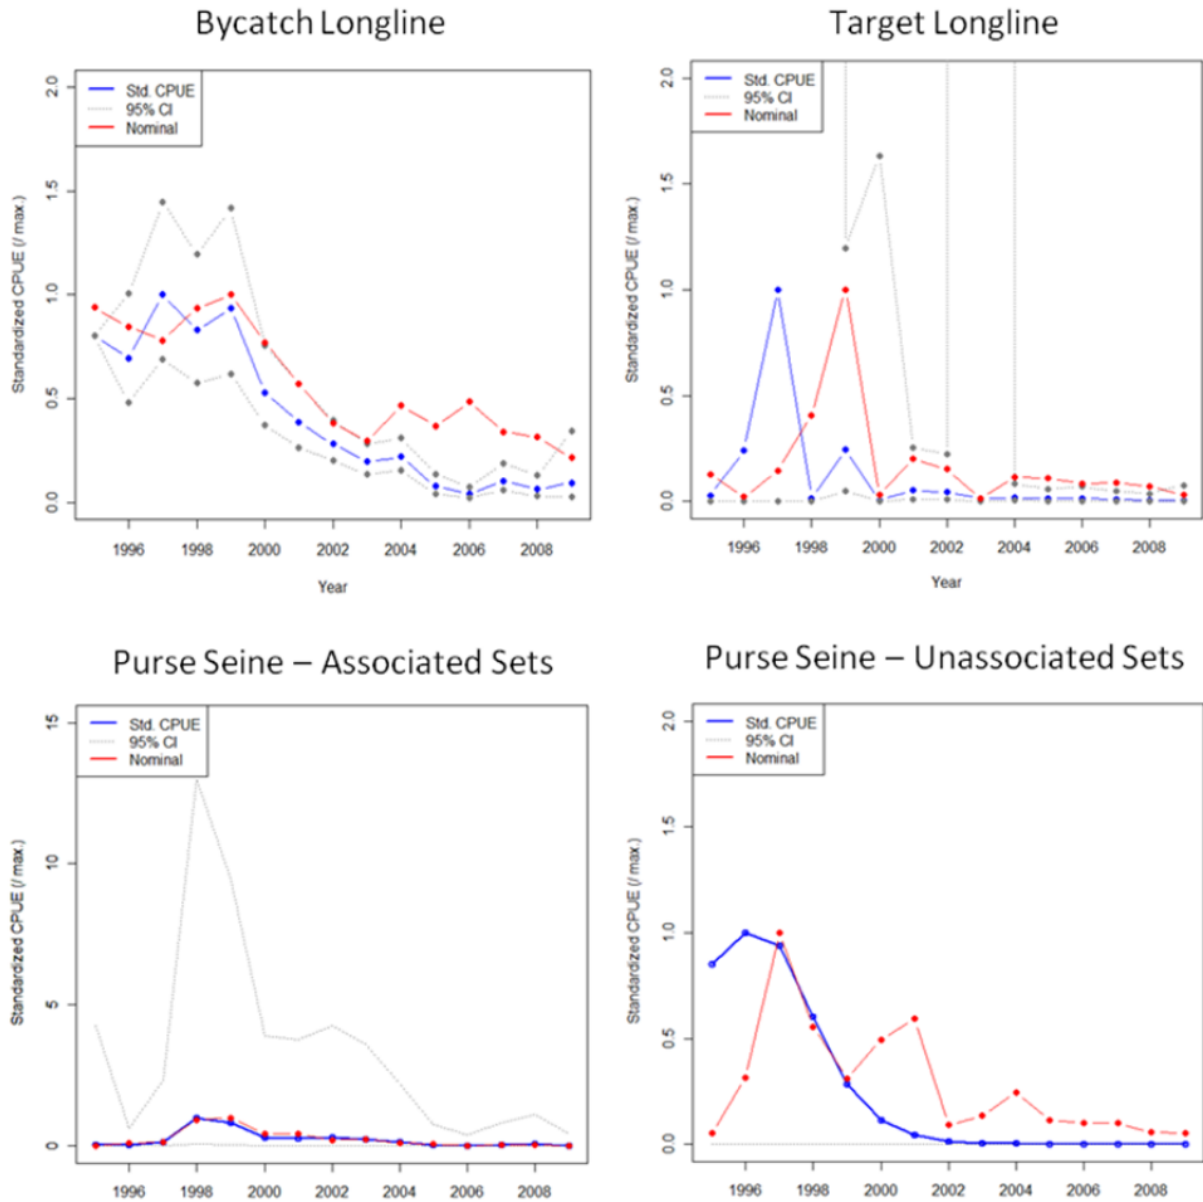 Bycatch Longline
Std. CPUE
95% CI
Nominal
Standardized CPUE (/ max.)
2.0
1.5
1.0
0.5
0.0
1996 1998 2000 2002 2004 2006 2008
Year
Target Longline
Std. CPUE
95% CI
Nominal
Standardized CPUE (/ max.)
2.0
1.5
1.0
0.5
0.0
1996 1998 2000 2002 2004 2006 2008
Year
Purse Seine – Associated Sets
Std. CPUE
95% CI
Nominal
Standardized CPUE (/ max.)
15
10
5
0
1996 1998 2000 2002 2004 2006 2008
Purse Seine – Unassociated Sets
Std. CPUE
95% CI
Nominal
Standardized CPUE (/ max.)
2.0
1.5
1.0
0.5
0.0
1996 1998 2000 2002 2004 2006 2008